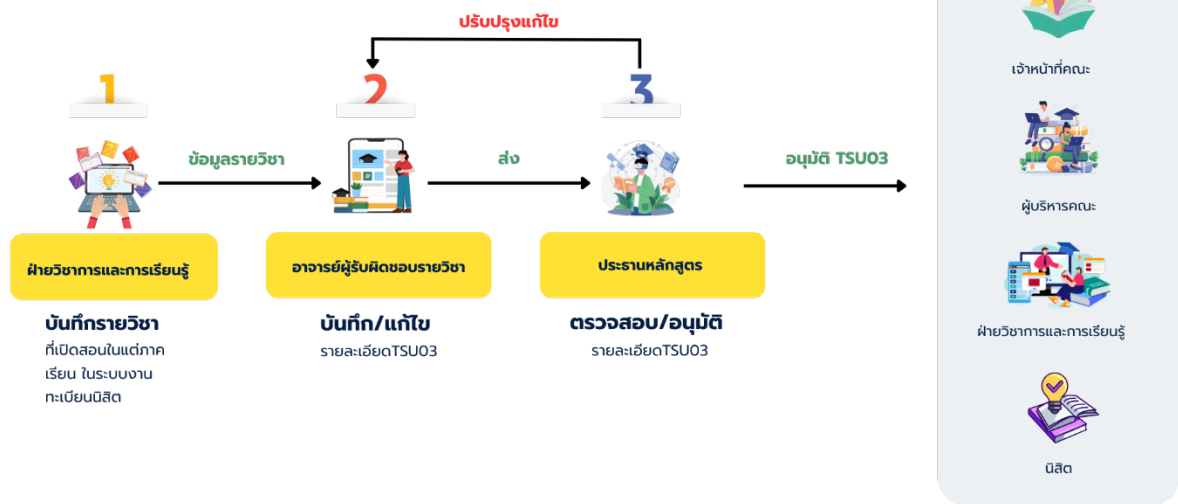 ปรับปรุงแก้ไข
1
2
3
ข้อมูลรายวิชา
ส่ง
อนุมัติ TSU03
ฝ่ายวิชาการและการเรียนรู้
อาจารย์ผู้รับผิดชอบรายวิชา
ประธานหลักสูตร
บันทึกรายวิชา
ที่เปิดสอนในแต่ภาค
เรียน ในระบบงาน
ทะเบียนนิสิต
บันทึก/แก้ไข
รายละเอียดTSU03
ตรวจสอบ/อนุมัติ
รายละเอียดTSU03
เจ้าหน้าที่คณะ
ผู้บริหารคณะ
ฝ่ายวิชาการและการเรียนรู้
นิสิต